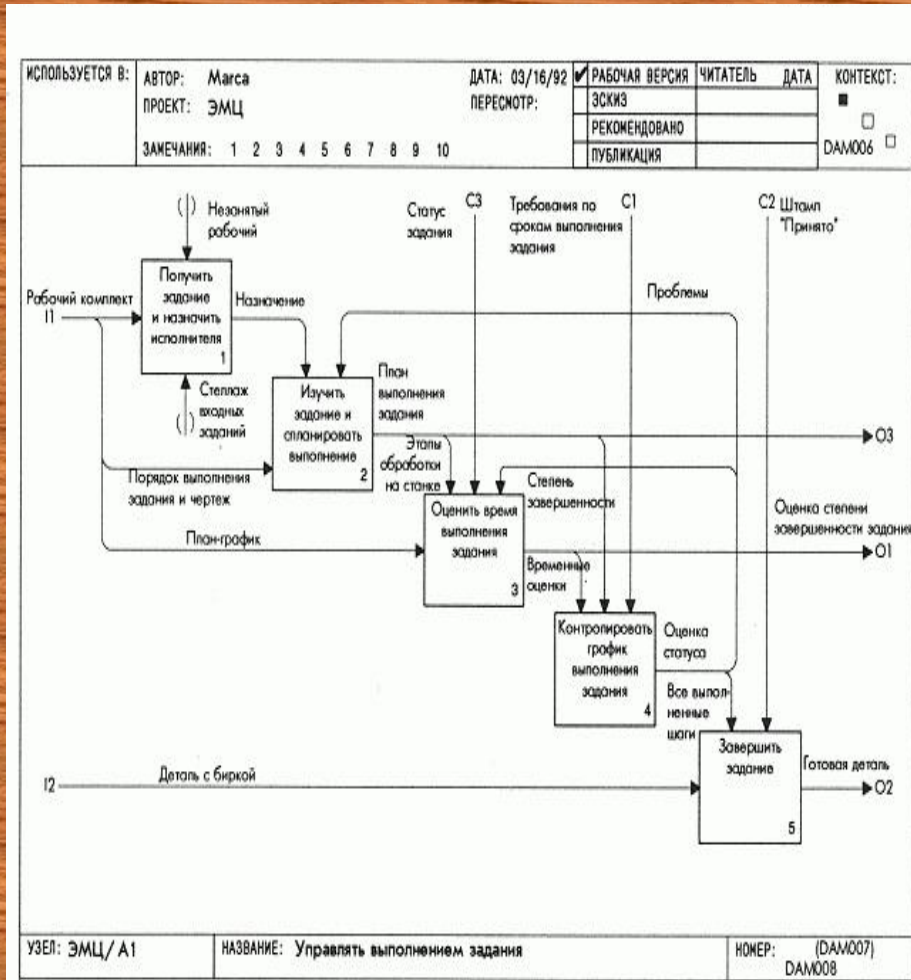 ИСПОЛЬЗУЕТСЯ В:
АВТОР: Marca
ДАТА: 03/16/92
ПРОЕКТ: ЭМЦ
ПЕРЕСМОТР:
ЗАМЕЧАНИЯ: 1 2 3 4 5 6 7 8 9 10
✔ РАБОЧАЯ ВЕРСИЯ
ЭСКИЗ
РЕКОМЕНДОВАНО
ПУБЛИКАЦИЯ
ЧИТАТЕЛЬ ДАТА
КОНТЕКСТ:
DAM006
( )
Незанятый
рабочий
Статус
задания
C3
Требования по
срокам выполнения
задания
C1
C2 Штамп
"Принято"
Рабочий комплект
I1
Получить
задание
и назначить
исполнителя
1
Назначение
Проблемы
Стеллаж
входных
заданий
( )
Изучить
задание и
спланировать
выполнение
2
План
выполнения
задания
O3
Этапы
обработки
на станке
Порядок выполнения
задания и чертеж
План-график
Оценить время
выполнения
задания
3
Степень
завершенности
Оценка степени
завершенности задания
O1
Временные
оценки
Контролировать
график
выполнения
задания
4
Оценка
статуса
Все выпол-
ненные
шаги
Деталь с биркой
I2
Завершить
задание
5
Готовая деталь
O2
УЗЕЛ: ЭМЦ/А1
НАЗВАНИЕ: Управлять выполнением задания
НОМЕР: (DAM007)
DAM008